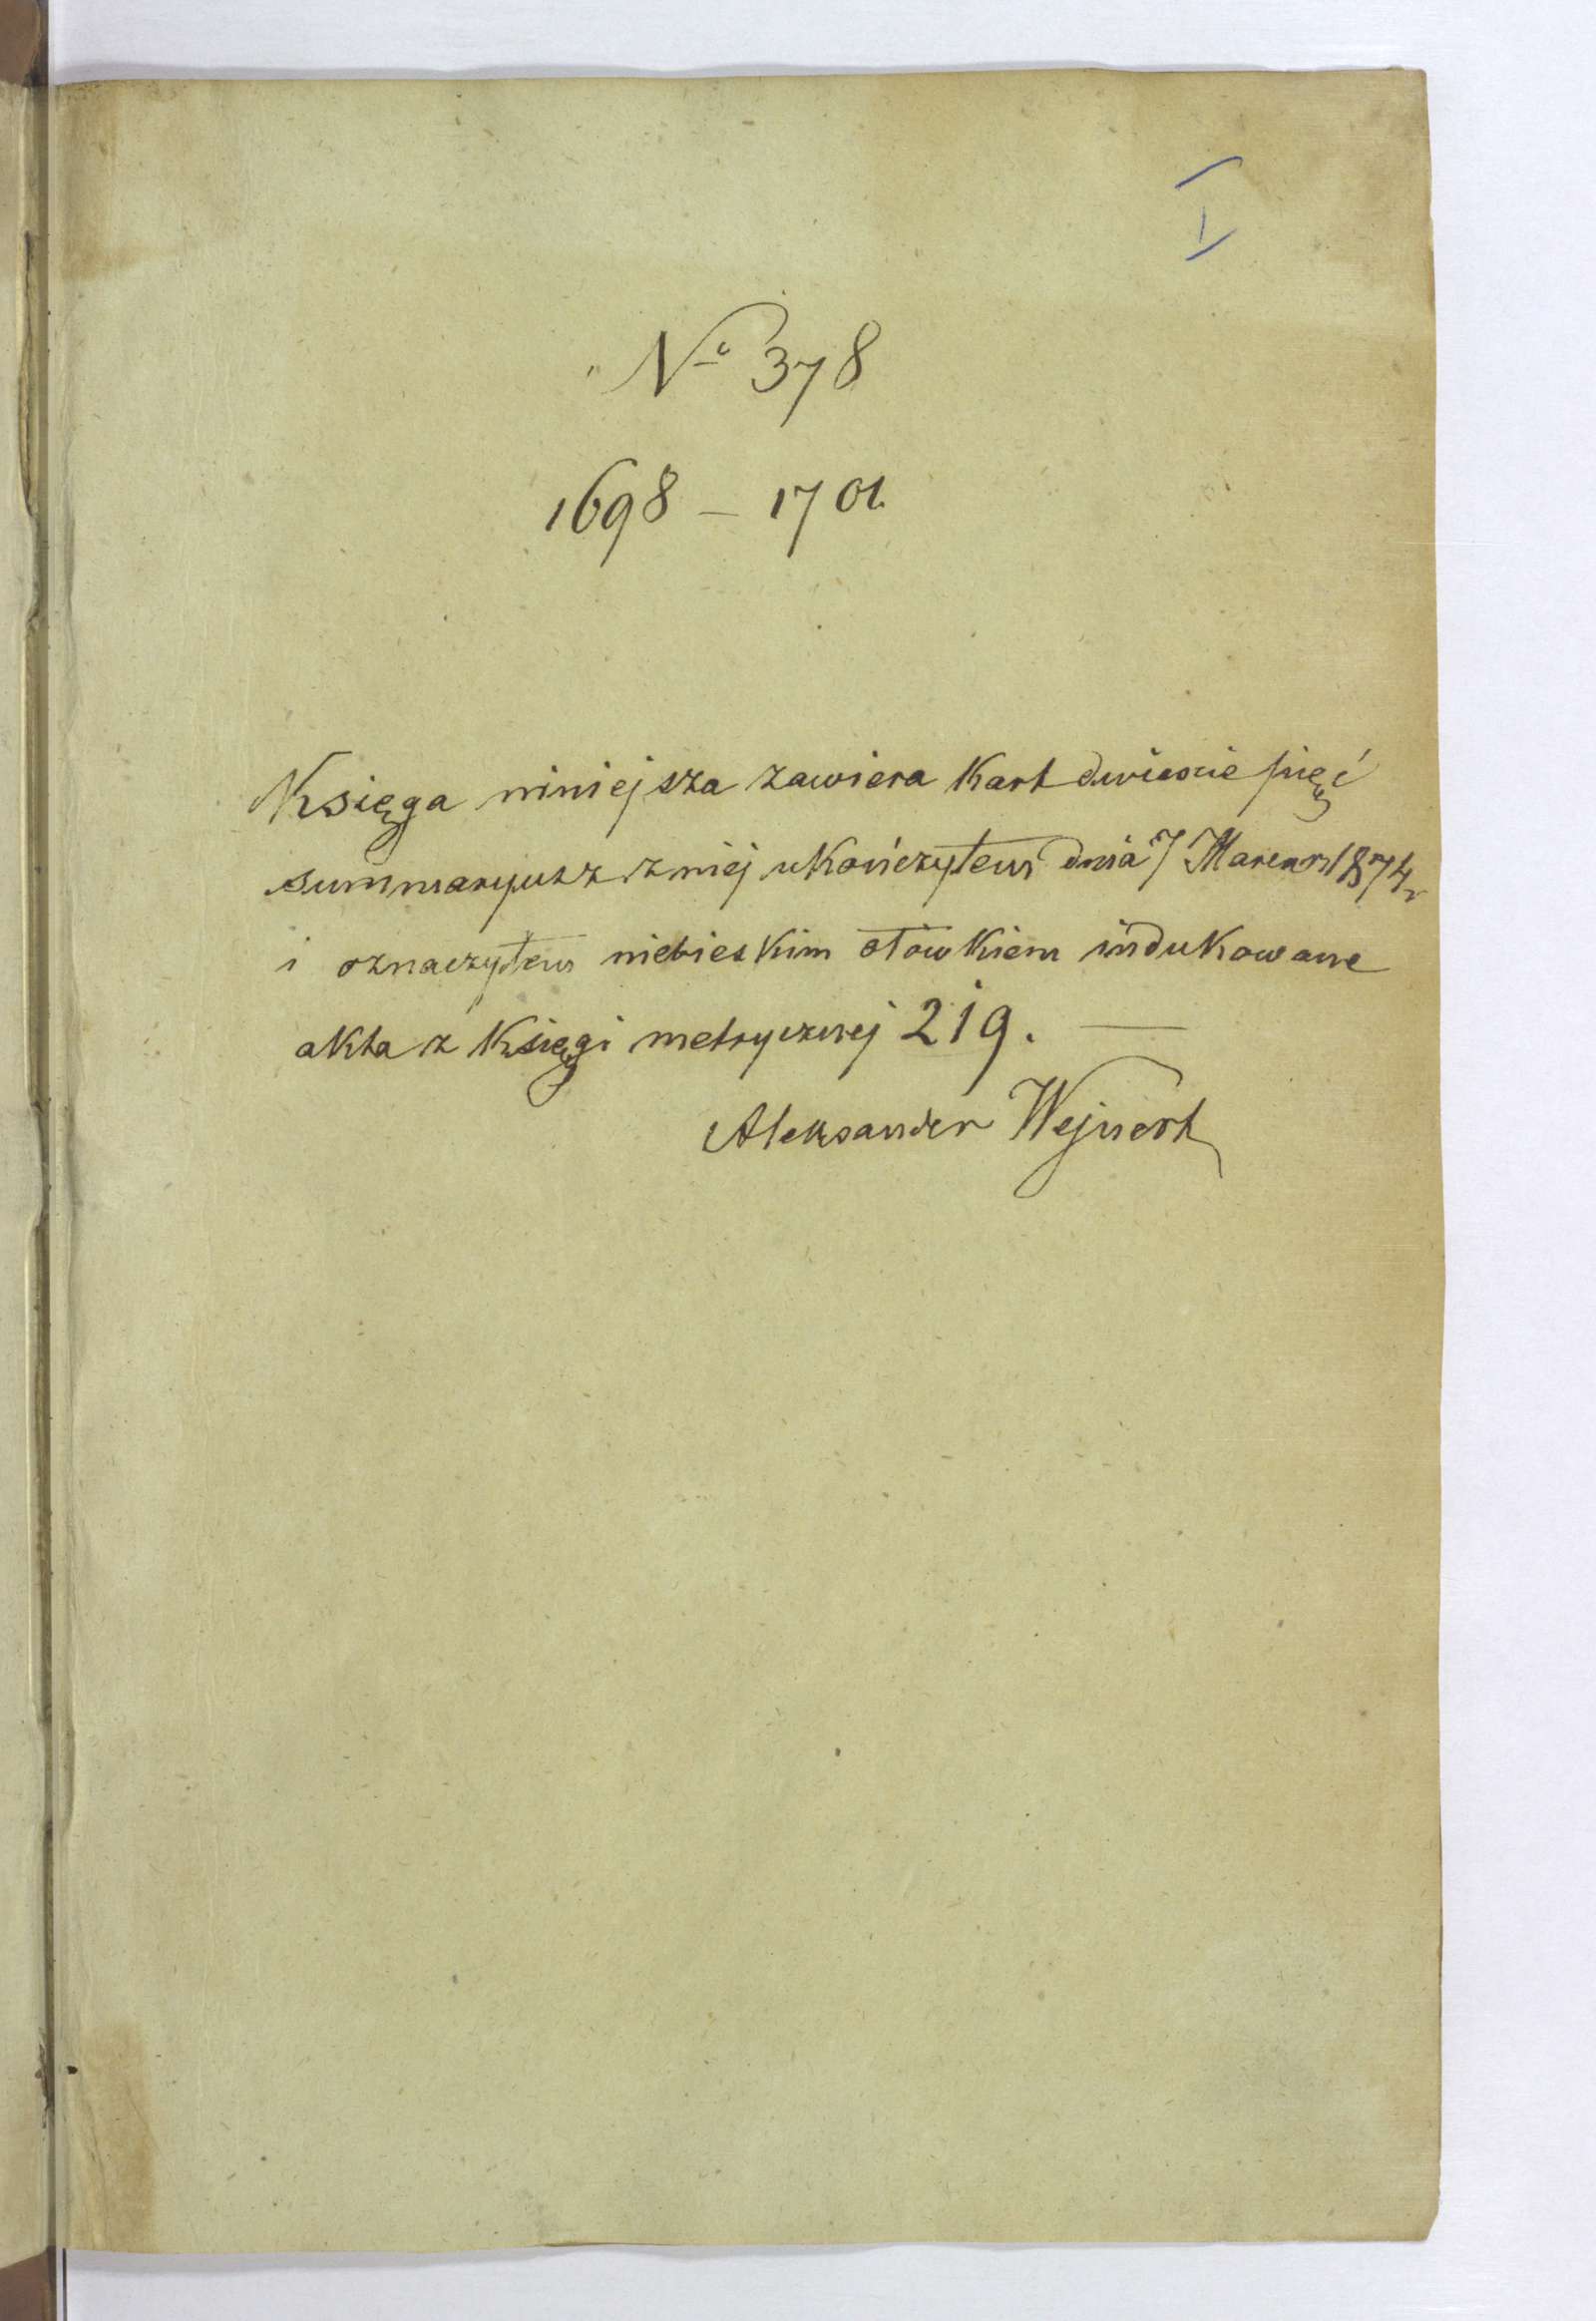 I
No 378
1698 – 1701.
Księga niniejsza zawiera kart dwieście pięć
summaryusz z niej ukończyłem dnia 7 Marca 1874 r
i oznaczyłem niebieskim ołówkiem indukowane
akta z Księgi metrycznej 219. —
Aleksander Wejnert